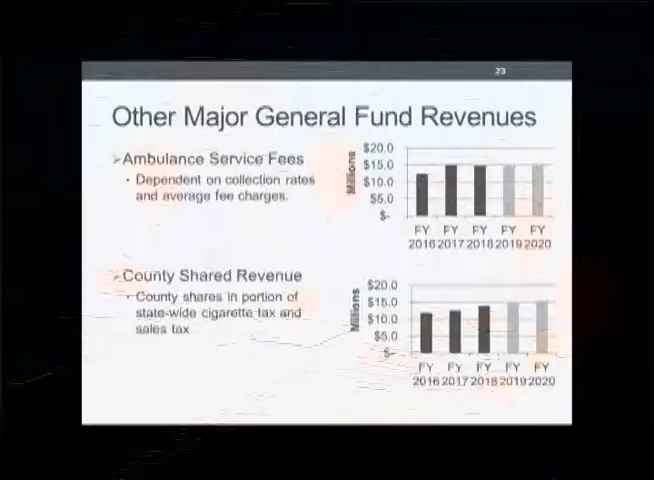 23
Other Major General Fund Revenues
➢Ambulance Service Fees
• Dependent on collection rates
and average fee charges.
Millions
$20.0
$15.0
$10.0
$5.0
$-
FY FY FY FY FY
2016 2017 2018 2019 2020
➢County Shared Revenue
• County shares in portion of
state-wide cigarette tax and
sales tax
Millions
$20.0
$15.0
$10.0
$5.0
$-
FY FY FY FY FY
2016 2017 2018 2019 2020